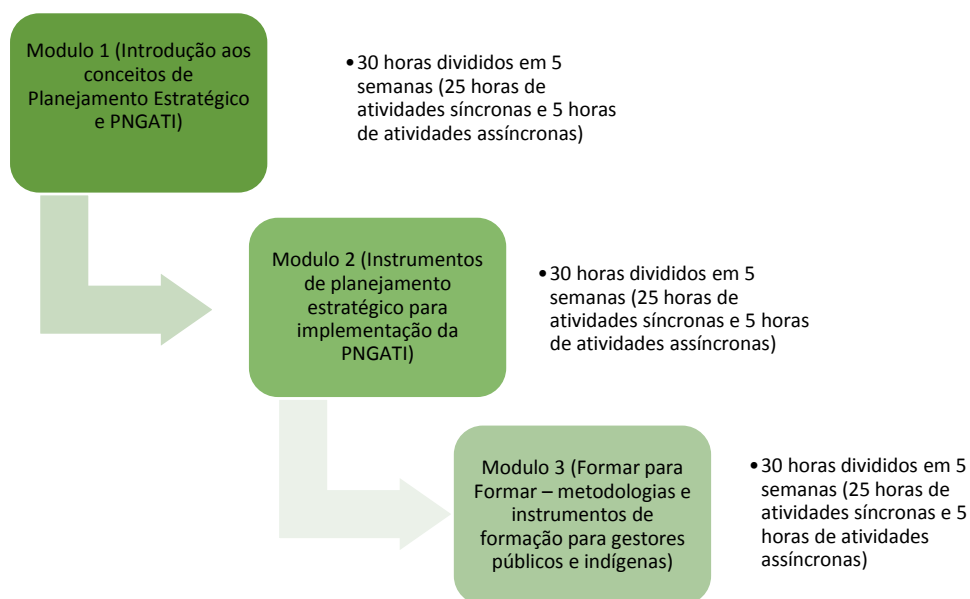 Modulo 1 (Introdução aos
conceitos de
Planejamento Estratégico
e PNGATI)
•30 horas divididos em 5
semanas (25 horas de
atividades síncronas e 5 horas
de atividades assíncronas)
Modulo 2 (Instrumentos
de planejamento
estratégico para
implementação da
PNGATI)
•30 horas divididos em 5
semanas (25 horas de
atividades síncronas e 5 horas
de atividades assíncronas)
Modulo 3 (Formar para
Formar – metodologias e
instrumentos de
formação para gestores
públicos e indígenas)
•30 horas divididos em 5
semanas (25 horas de
atividades síncronas e 5
horas de atividades
assíncronas)